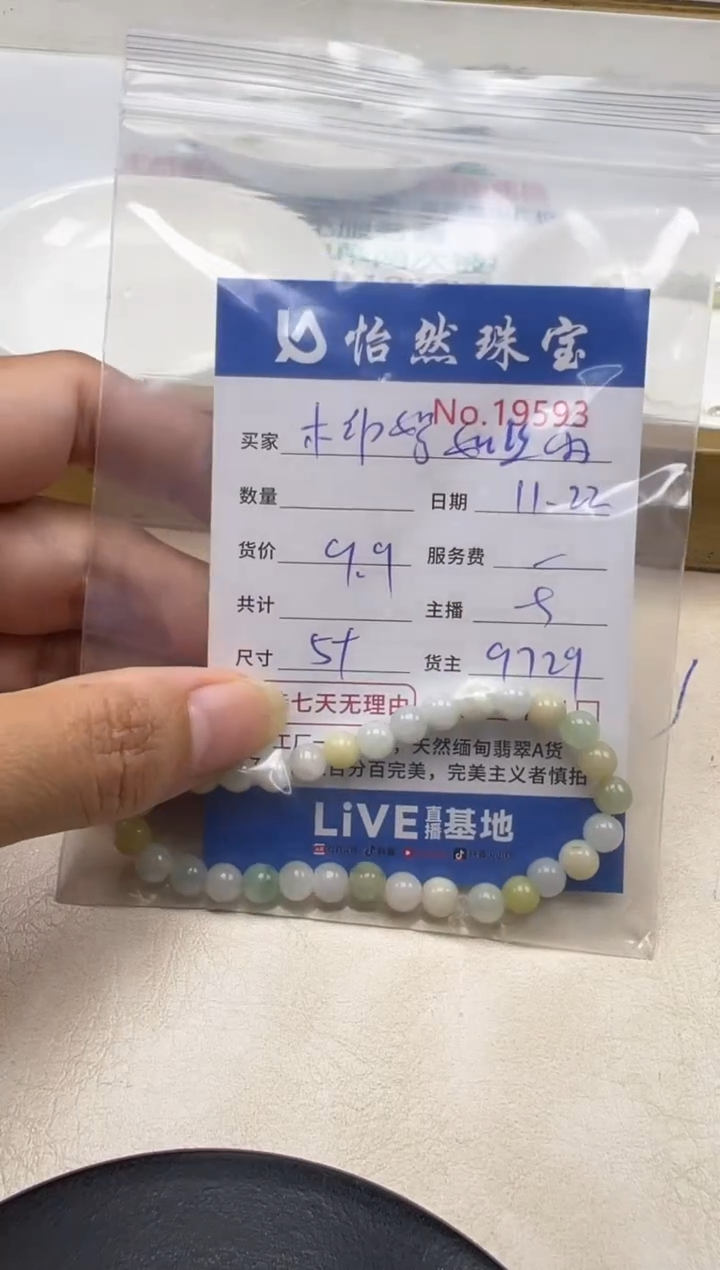 怡然珠宝
No.19593
买家
数量 日期 11-22
货价 9.9 服务费
共计 主播
尺寸 5+ 货主 9729
七天无理由
工厂 天然缅甸翡翠A货
百分百完美，完美主义者慎拍
LiVE直播基地